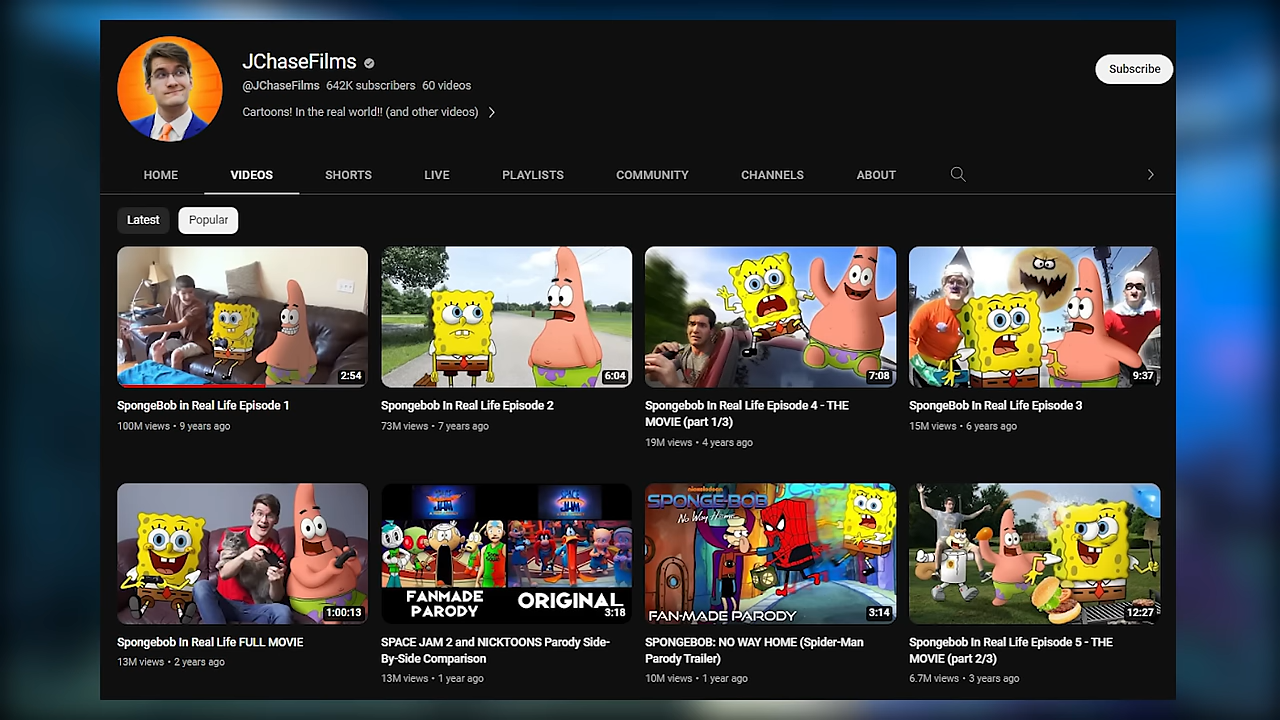 JChaseFilms
@JChaseFilms 642K subscribers 60 videos
Cartoons! In the real world!! (and other videos)
Subscribe
HOME VIDEOS SHORTS LIVE PLAYLISTS COMMUNITY CHANNELS ABOUT
Latest Popular
2:54
6:04
7:08
9:37
SpongeBob in Real Life Episode 1
100M views • 9 years ago
Spongebob In Real Life Episode 2
73M views • 7 years ago
Spongebob In Real Life Episode 4 - THE
MOVIE (part 1/3)
19M views • 4 years ago
SpongeBob In Real Life Episode 3
15M views • 6 years ago
1:00:13
SPACE JAM
SPACE JAM
FANMADE
PARODY
ORIGINAL
3:18
nickelodeon
SPONGEBOB
No Way Home
FAN-MADE PARODY
3:14
12:27
Spongebob In Real Life FULL MOVIE
13M views • 2 years ago
SPACE JAM 2 and NICKTOONS Parody Side-
By-Side Comparison
13M views • 1 year ago
SPONGEBOB: NO WAY HOME (Spider-Man
Parody Trailer)
10M views • 1 year ago
Spongebob In Real Life Episode 5 - THE
MOVIE (part 2/3)
6.7M views • 3 years ago